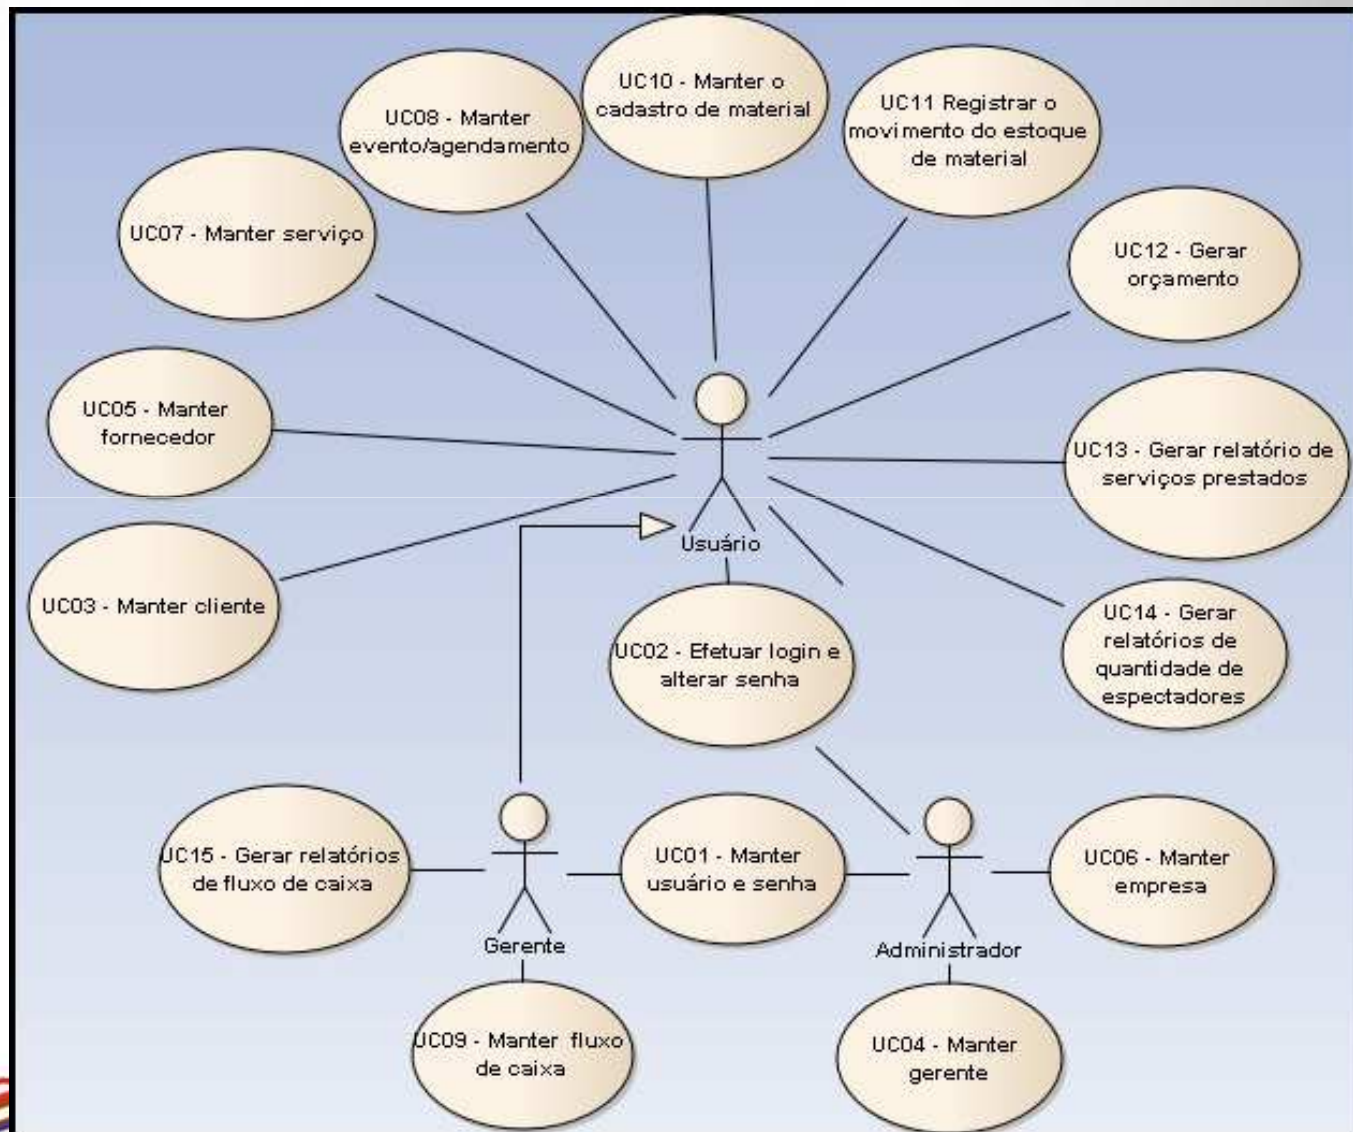 UC10 - Manter o
cadastro de material
UC11 Registrar o
movimento do estoque
de material
UC08 - Manter
evento/agendamento
UC07 - Manter serviço
UC12 - Gerar
orçamento
UC05 - Manter
fornecedor
UC13 - Gerar relatório de
serviços prestados
Usuário
UC03 - Manter cliente
UC14 - Gerar
relatórios de
quantidade de
espectadores
UC02 - Efetuar login e
alterar senha
UC15 - Gerar relatórios
de fluxo de caixa
UC01 - Manter
usuário e senha
UC06 - Manter
empresa
Gerente
Administrador
UC09 - Manter fluxo
de caixa
UC04 - Manter
gerente